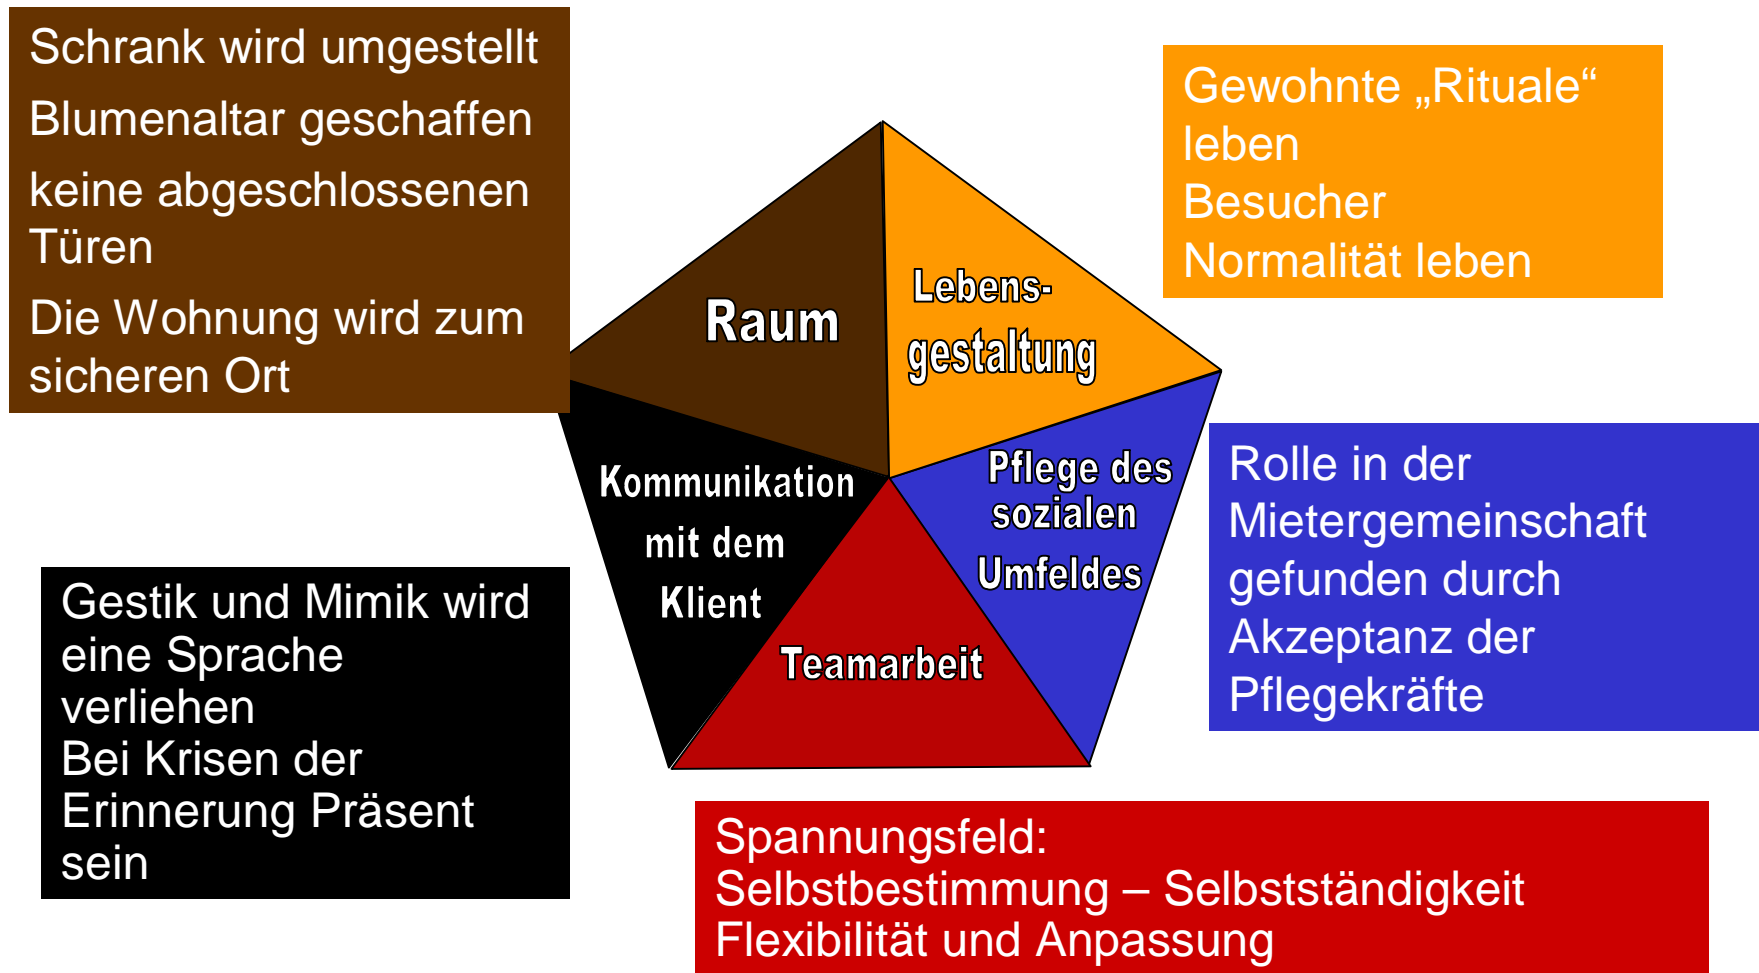 Schrank wird umgestellt
Blumenaltar geschaffen
keine abgeschlossenen
Türen
Die Wohnung wird zum
sicheren Ort
Gewohnte „Rituale“
leben
Besucher
Normalität leben
Raum
Lebens-
gestaltung
Kommunikation
mit dem
Klient
Pflege des
sozialen
Umfeldes
Teamarbeit
Rolle in der
Mietergemeinschaft
gefunden durch
Akzeptanz der
Pflegekräfte
Gestik und Mimik wird
eine Sprache
verliehen
Bei Krisen der
Erinnerung Präsent
sein
Spannungsfeld:
Selbstbestimmung – Selbstständigkeit
Flexibilität und Anpassung